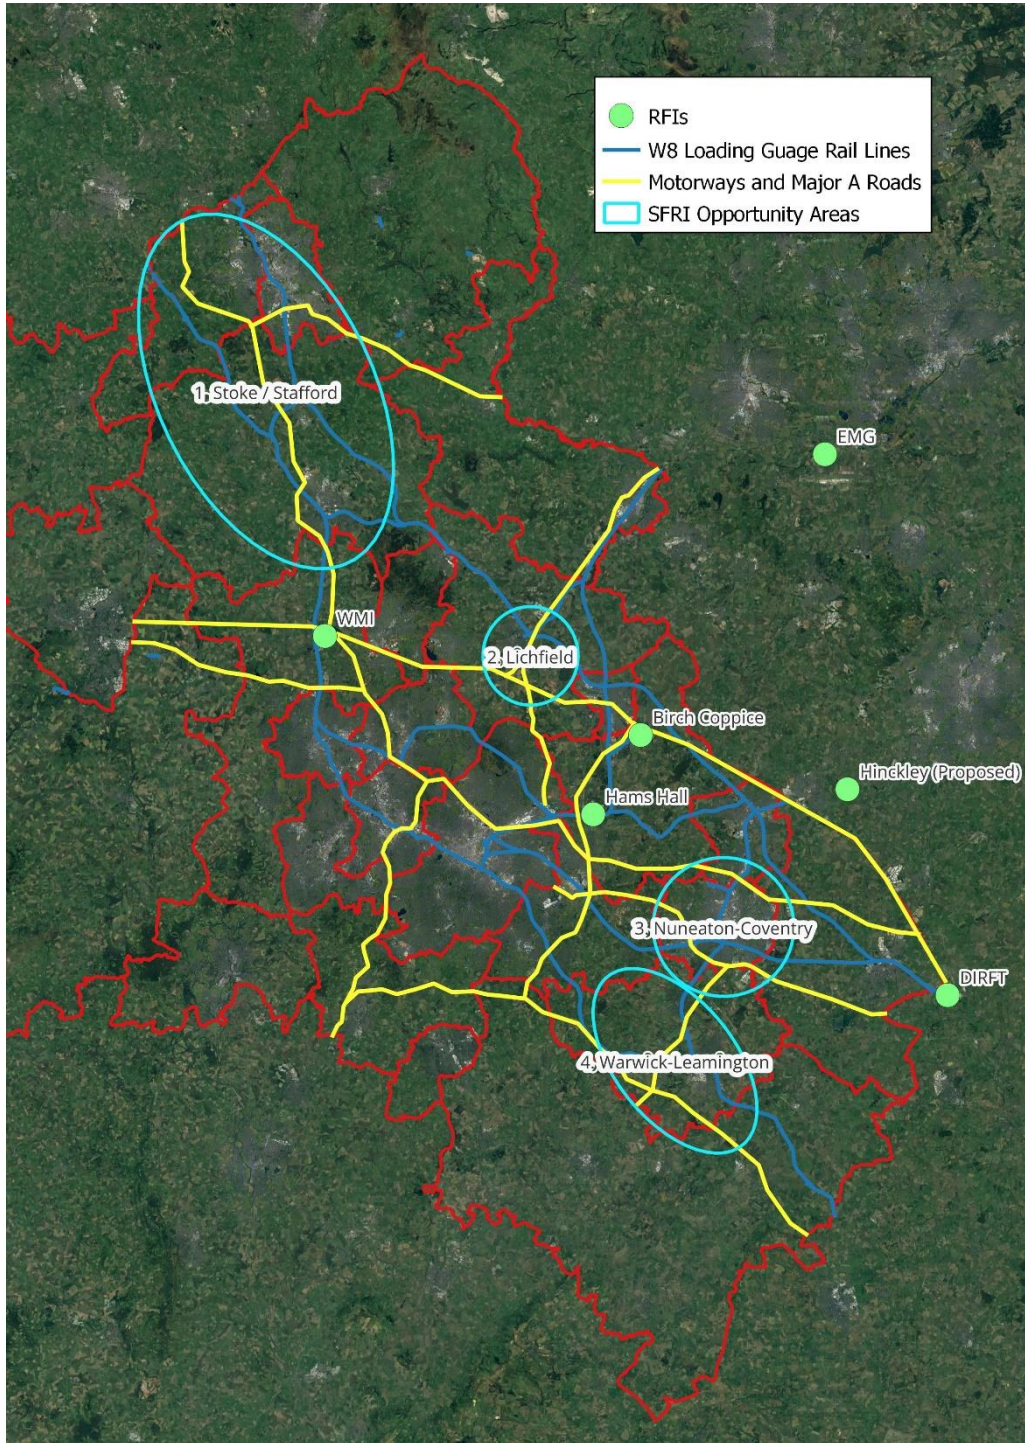 RFIs
W8 Loading Guage Rail Lines
Motorways and Major A Roads
SFRI Opportunity Areas
1, Stoke / Stafford
EMG
WMI
2, Lichfield
Birch Coppice
Hinckley (Proposed)
Hams Hall
3, Nuneaton-Coventry
DIRFT
4, Warwick-Leamington